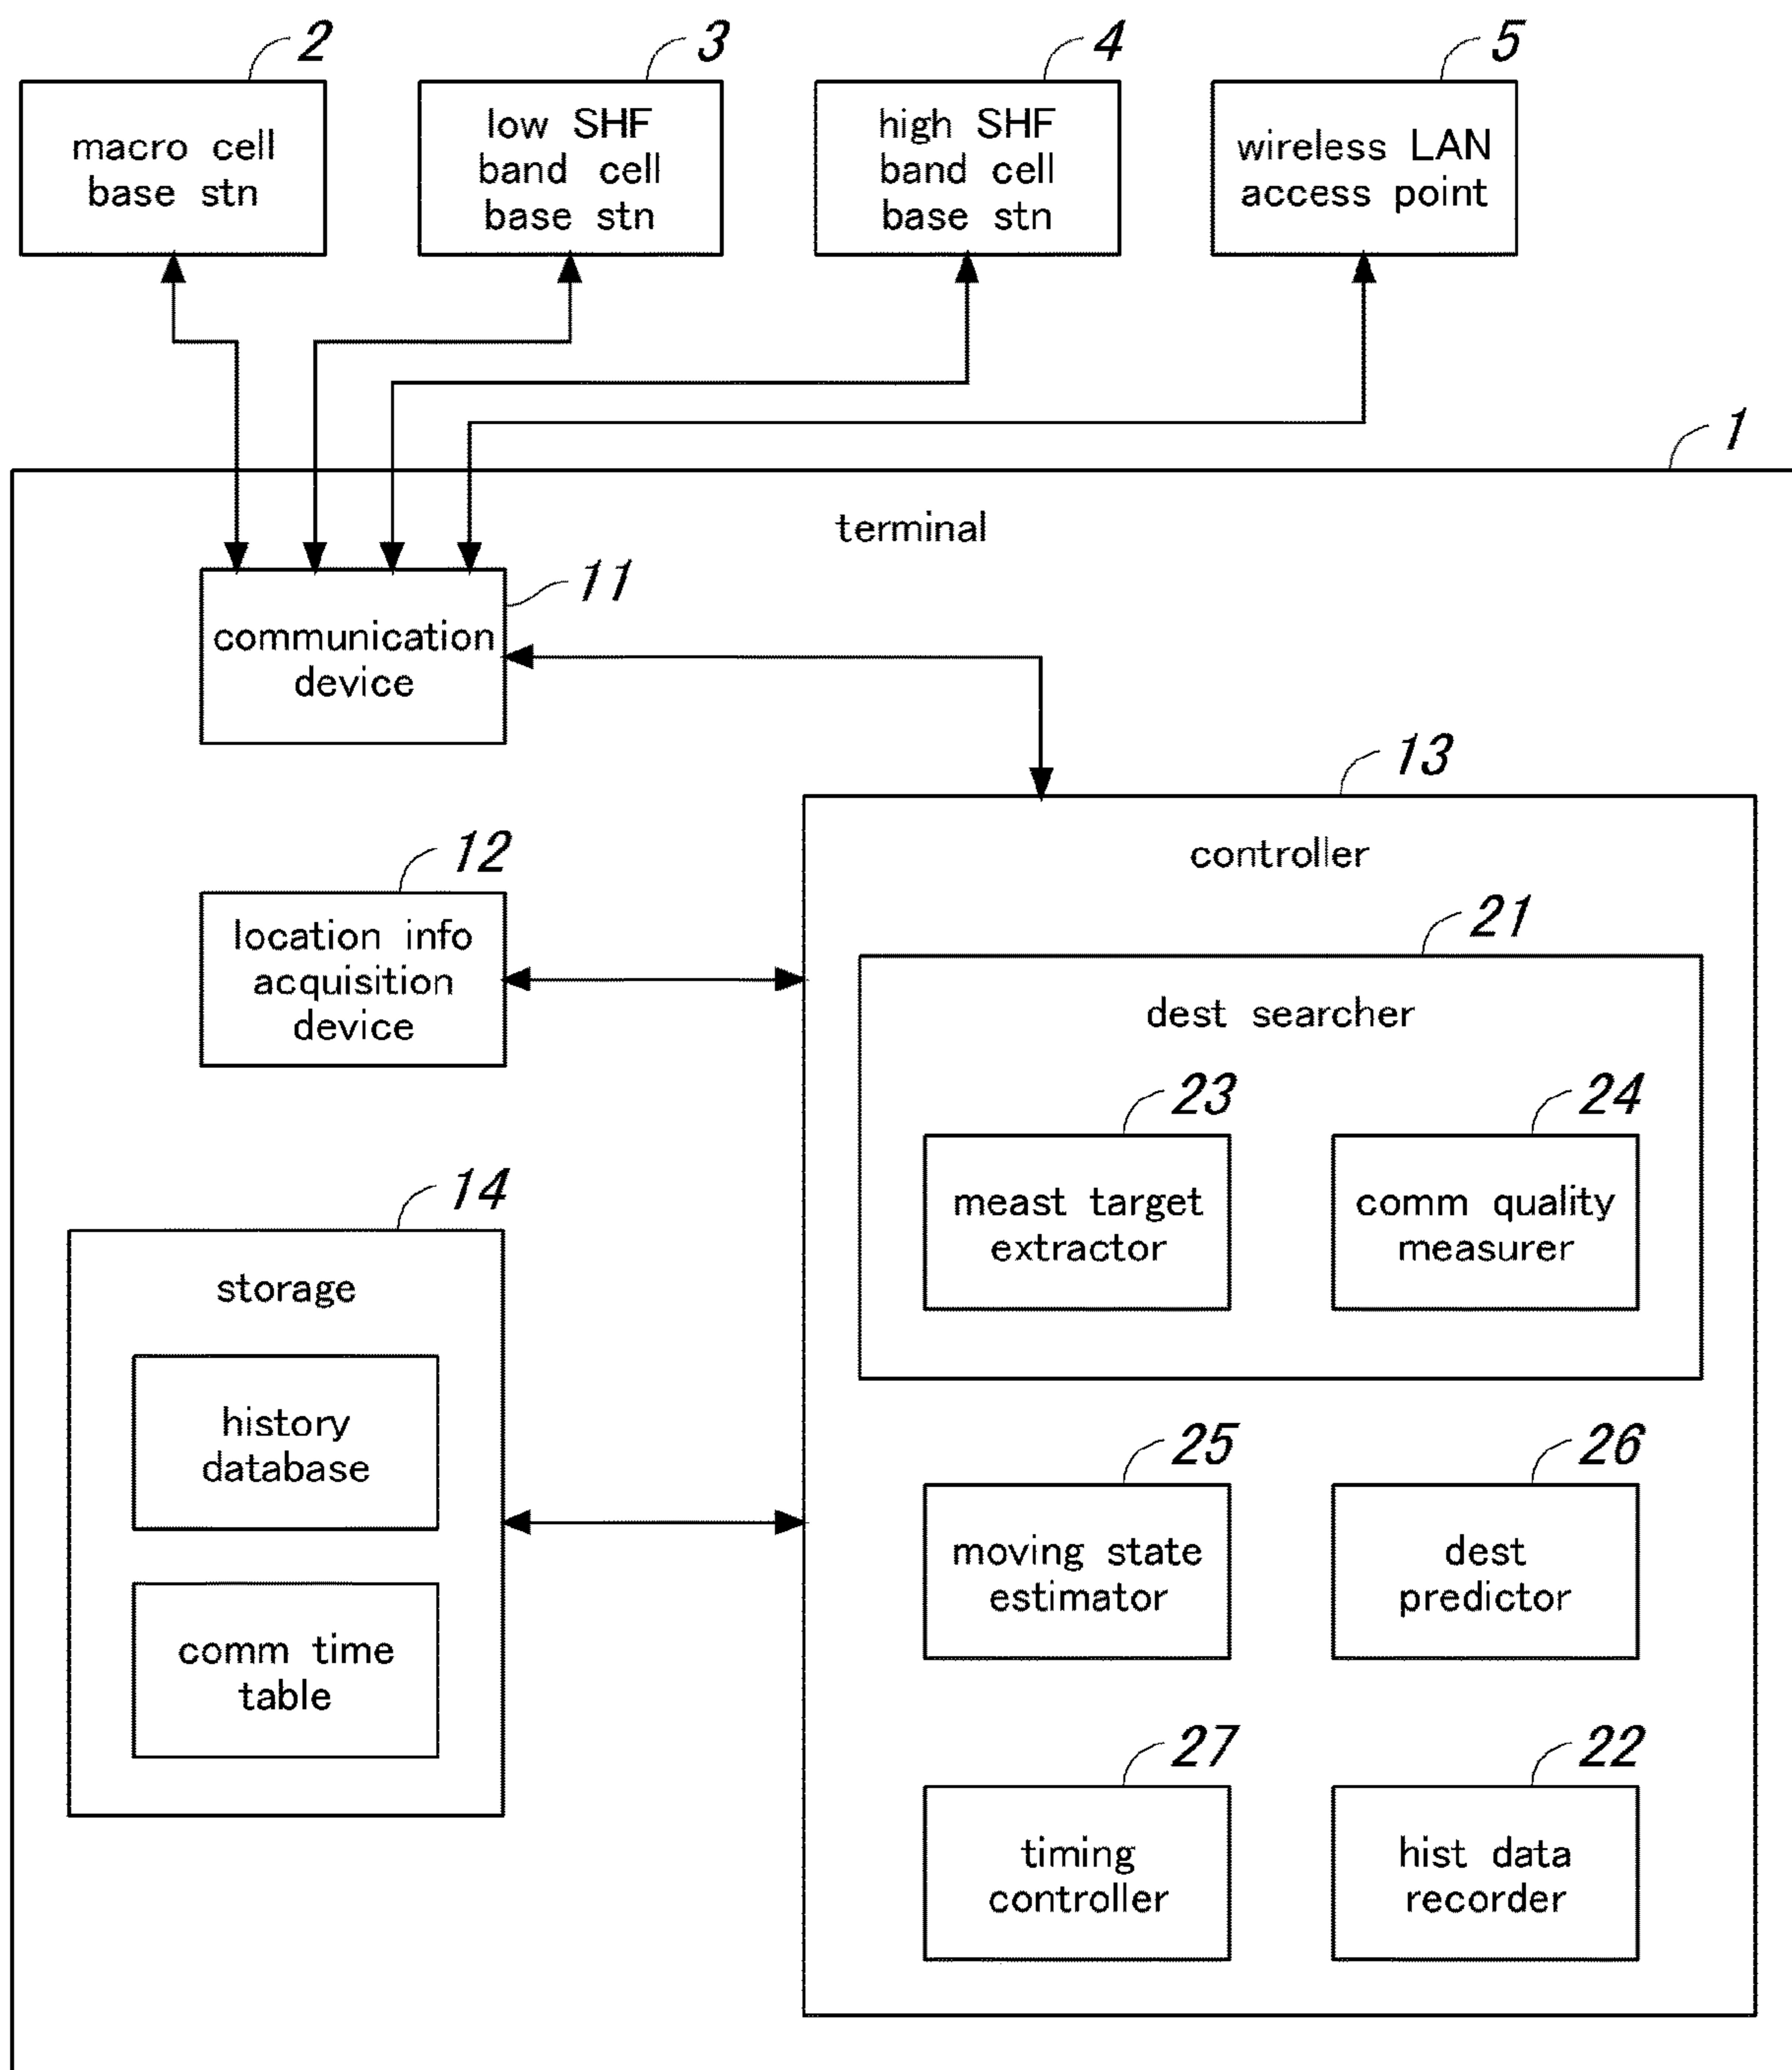 2
3
4
5
macro cell
base stn
low SHF
band cell
base stn
high SHF
band cell
base stn
wireless LAN
access point
1
terminal
11
communication
device
13
controller
12
location info
acquisition
device
21
dest searcher
23
meast target
extractor
24
comm quality
measurer
14
storage
history
database
comm time
table
25
moving state
estimator
26
dest
predictor
27
timing
controller
22
hist data
recorder